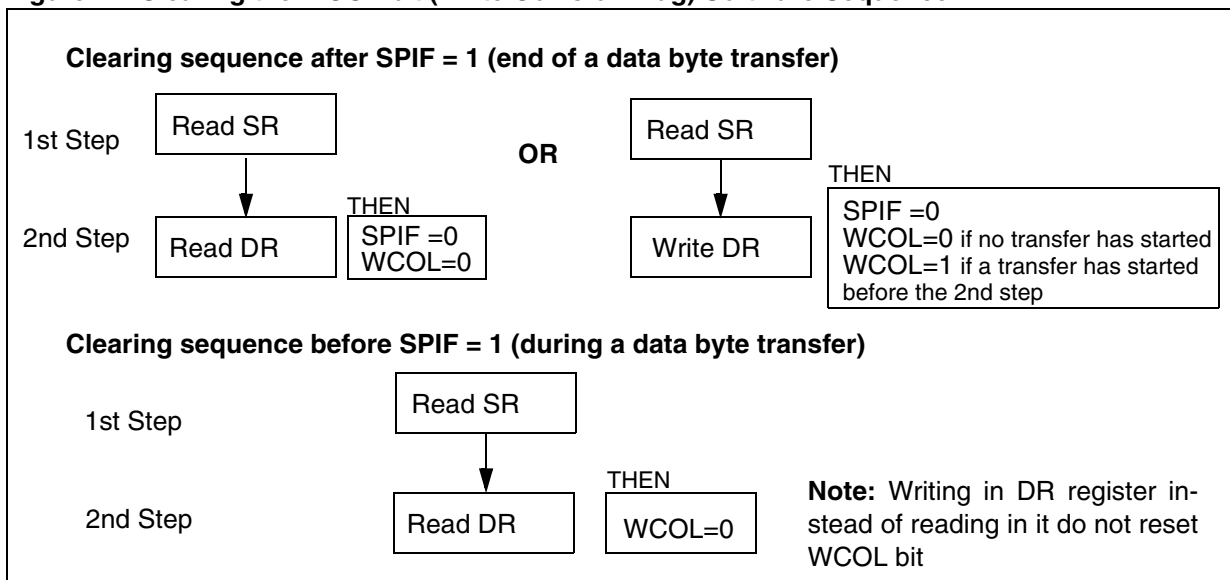 Clearing sequence after SPIF = 1 (end of a data byte transfer)
1st Step
Read SR
OR
Read SR
2nd Step
Read DR
THEN
SPIF =0
WCOL=0
Write DR
THEN
SPIF =0
WCOL=0 if no transfer has started
WCOL=1 if a transfer has started
before the 2nd step
Clearing sequence before SPIF = 1 (during a data byte transfer)
1st Step
Read SR
2nd Step
Read DR
THEN
WCOL=0
Note: Writing in DR register in-
stead of reading in it do not reset
WCOL bit